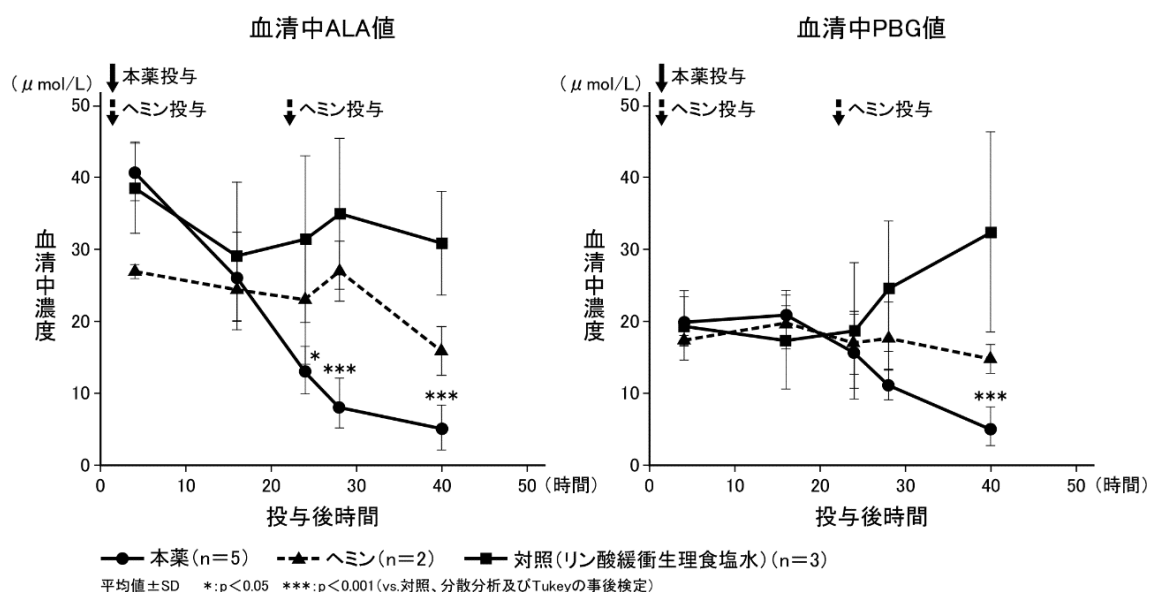 血清中ALA値
(μmol/L)
本薬投与
ヘミン投与
ヘミン投与
50
40
30
20
10
0
血清中濃度
0 10 20 30 40 50 (時間)
投与後時間
*
***
***
血清中PBG値
(μmol/L)
本薬投与
ヘミン投与
ヘミン投与
50
40
30
20
10
0
血清中濃度
0 10 20 30 40 50 (時間)
投与後時間
***
本薬(n=5) ヘミン(n=2) 対照(リン酸緩衝生理食塩水)(n=3)
平均値±SD *:p<0.05 ***:p<0.001(vs.対照、分散分析及びTukeyの事後検定)